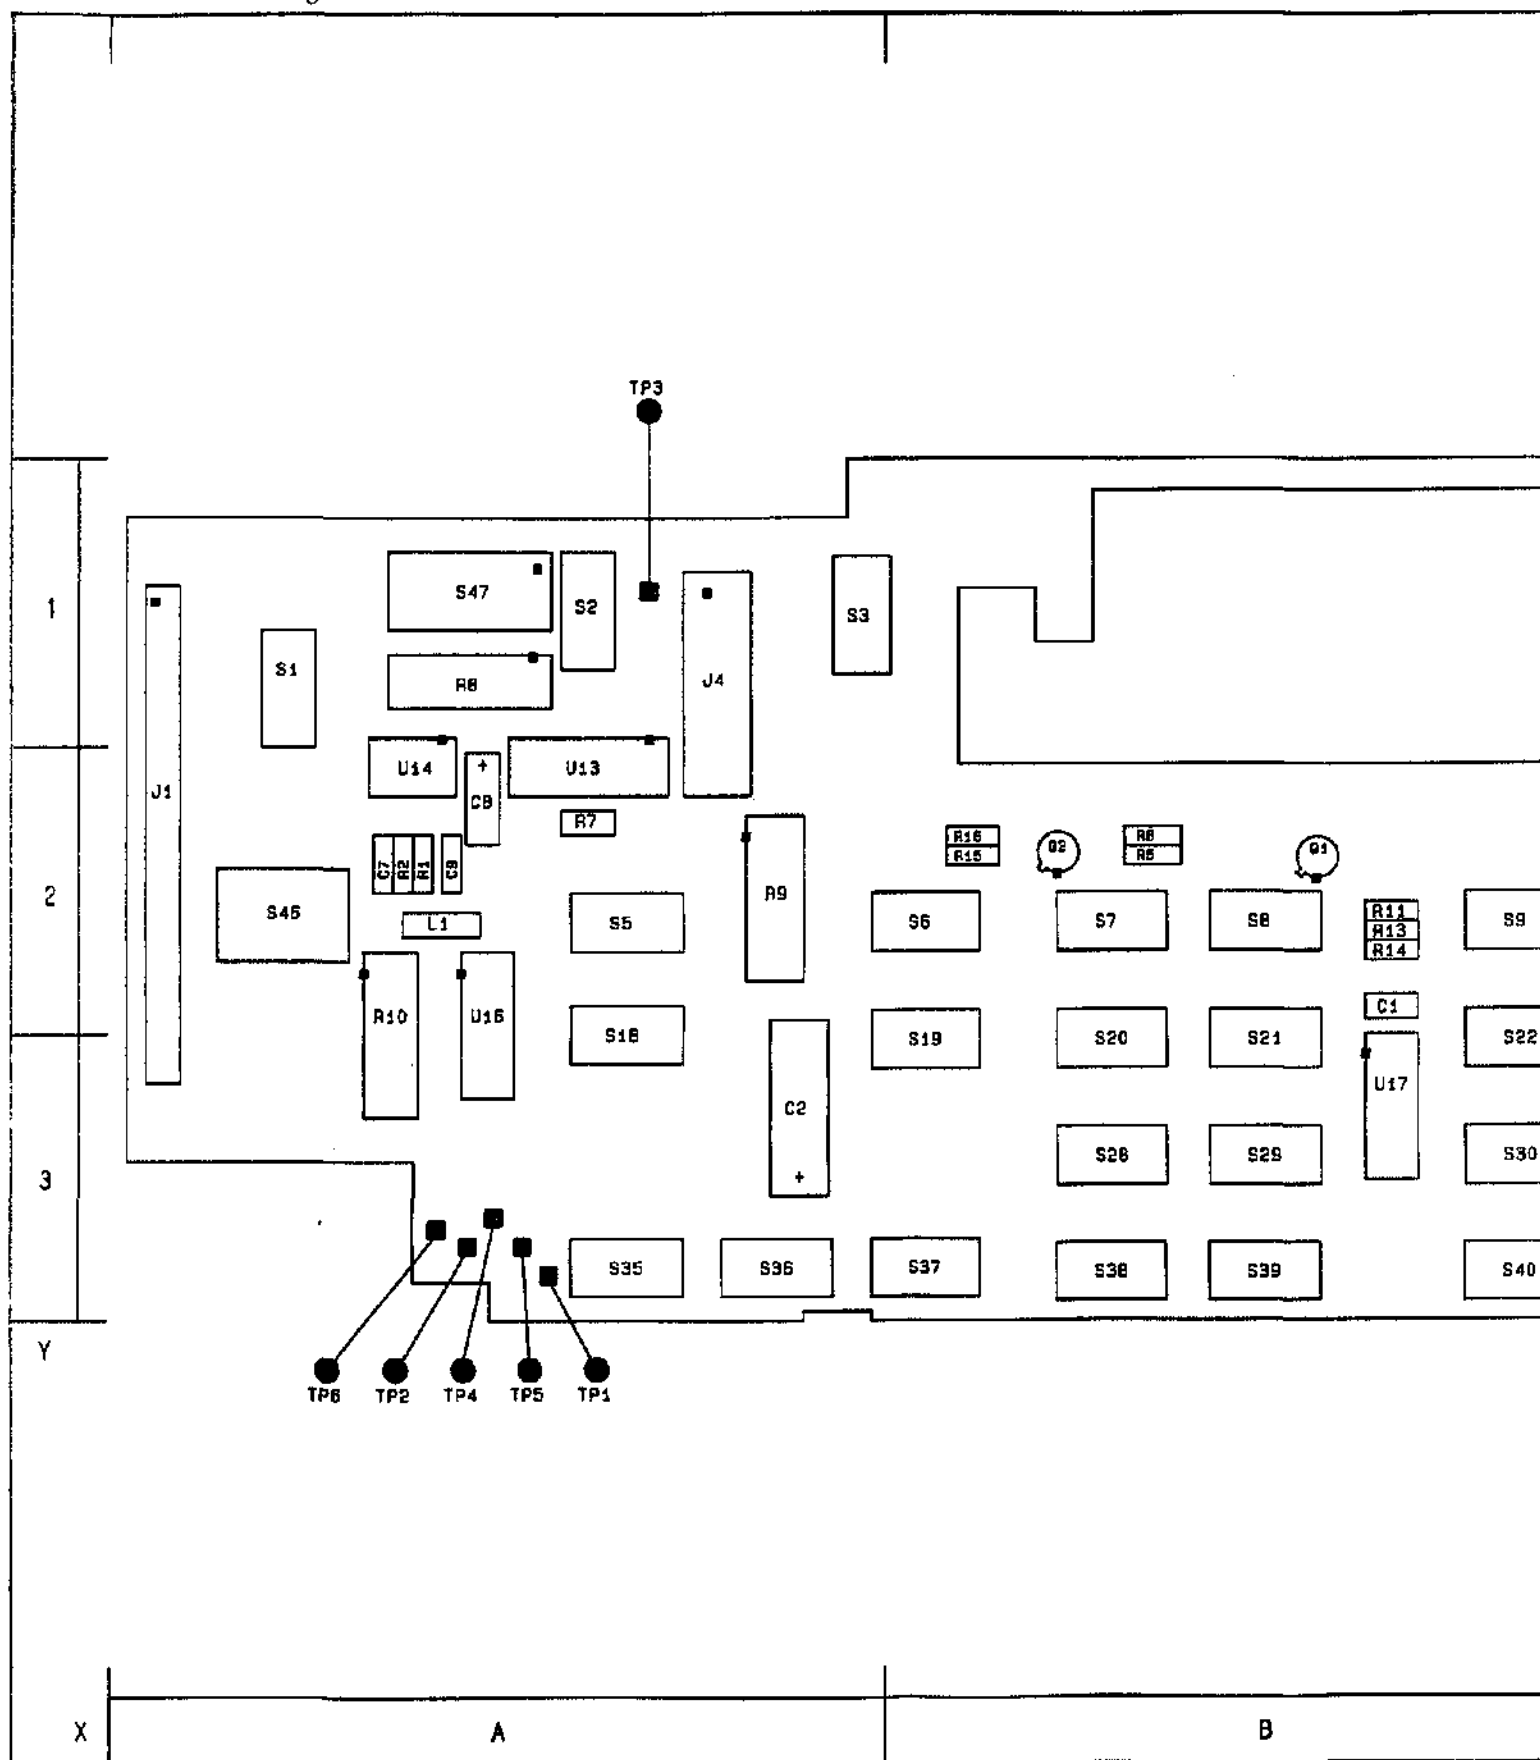 TP3
1
S47
S2
S3
S1
R8
J4
U14
+
U13
J1
C8
R7
R16
R15
Q2
R6
R5
Q1
C7
R2
R1
C9
2
S46
L1
S5
R9
S6
S7
S8
R11
R13
R14
S9
R10
U16
S18
C1
S19
S20
S21
S22
U17
C2
S28
S29
S30
3
+
S35
S36
S37
S38
S39
S40
Y
TP6
TP2
TP4
TP5
TP1
X
A
B